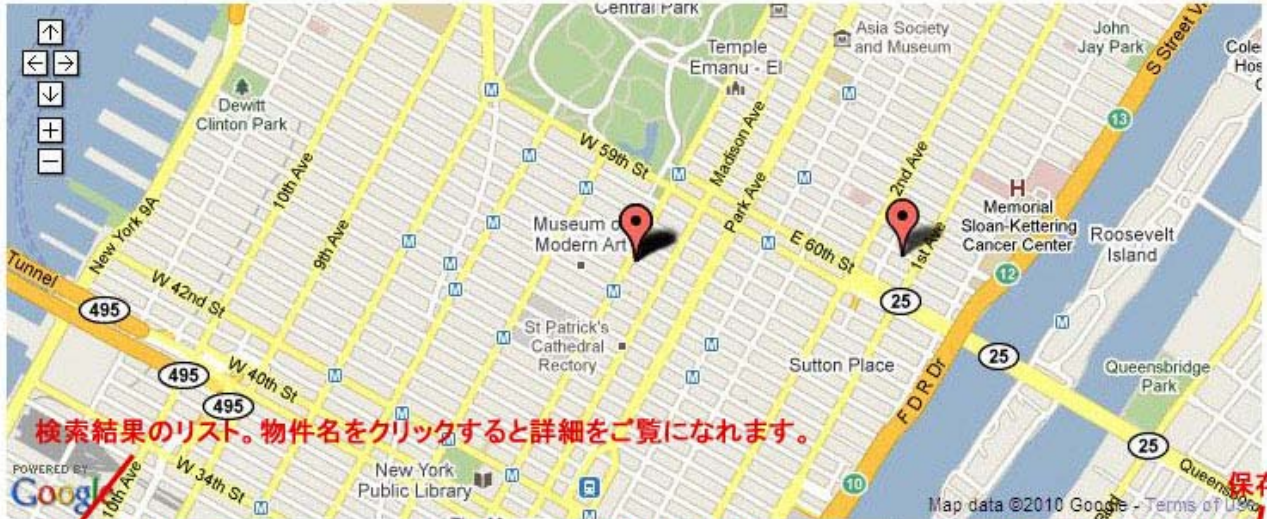 Central Park
Asia Society
and Museum
John
Jay Park
S Street
Temple
Emanu - El
Dewitt
Clinton Park
W 59th St
Madison Ave
13
10th Ave
Park Ave
2nd Ave
H
Memorial
Sloan-Kettering
Cancer Center
Museum
Modern Art
9th Ave
New York 9A
E 60th St
1st Ave
Roosevelt
Island
Tunnel
W 42nd St
12
495
25
St Patrick's
Cathedral
Rectory
Sutton Place
25
Queensbridge
Park
495
W 40th St
F D R Dr
495
検索結果のリスト。物件名をクリックすると詳細をご覧になれます。
25
POWERED BY
Google
10th Ave
W 34th St
New York
Public Library
10
保存
Map data ©2010 Google - Terms of Use